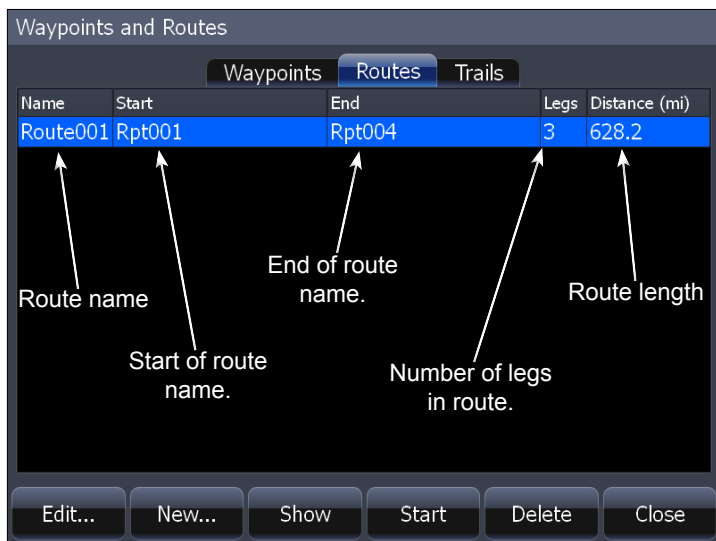 Waypoints and Routes
Waypoints Routes Trails
Name Start End Legs Distance (mi)
Route001 Rpt001 Rpt004 3 628.2
End of route
name.
Route name
Route length
Start of route
name.
Number of legs
in route.
Edit... New... Show Start Delete Close